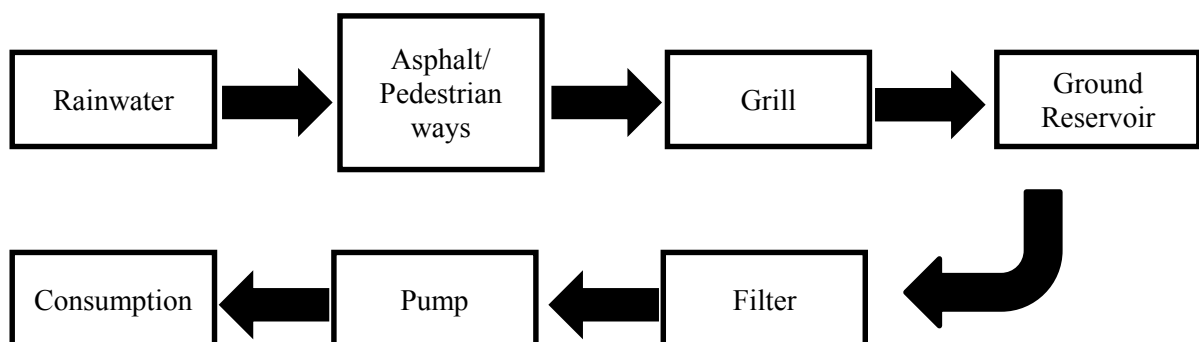 Rainwater
Asphalt/
Pedestrian
ways
Grill
Ground
Reservoir
Filter
Pump
Consumption